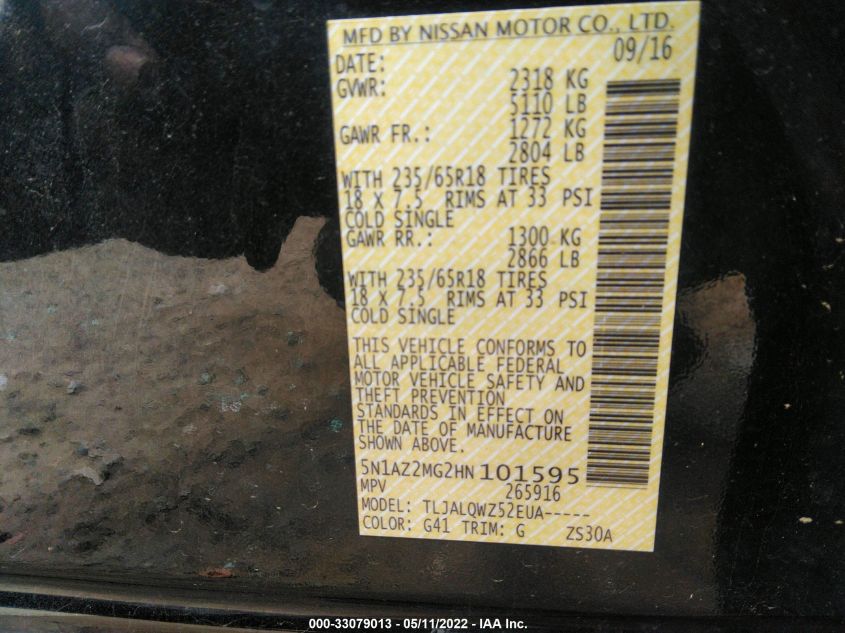 MFD BY NISSAN MOTOR CO., LTD.
DATE: 09/16
GVWR: 2318 KG
5110 LB
GAWR FR.: 1272 KG
2804 LB
WITH 235/65R18 TIRES
18 X 7.5 RIMS AT 33 PSI
COLD SINGLE
GAWR RR.: 1300 KG
2866 LB
WITH 235/65R18 TIRES
18 X 7.5 RIMS AT 33 PSI
COLD SINGLE
THIS VEHICLE CONFORMS TO
ALL APPLICABLE FEDERAL
MOTOR VEHICLE SAFETY AND
THEFT PREVENTION
STANDARDS IN EFFECT ON
THE DATE OF MANUFACTURE
SHOWN ABOVE.
5N1AZ2MG2HN101595
MPV 265916
MODEL: TLJALQWZ52EUA-----
COLOR: G41 TRIM: G ZS30A
000-33079013 - 05/11/2022 - IAA Inc.